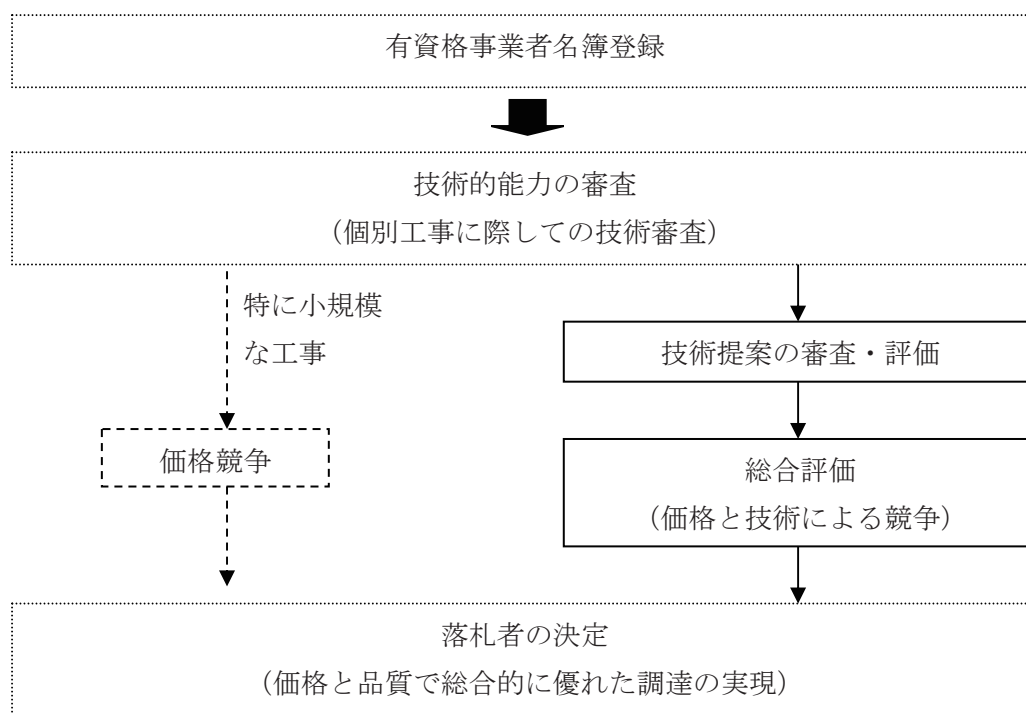 有資格事業者名簿登録
技術的能力の審査
（個別工事に際しての技術審査）
特に小規模
な工事
技術提案の審査・評価
価格競争
総合評価
（価格と技術による競争）
落札者の決定
（価格と品質で総合的に優れた調達の実現）